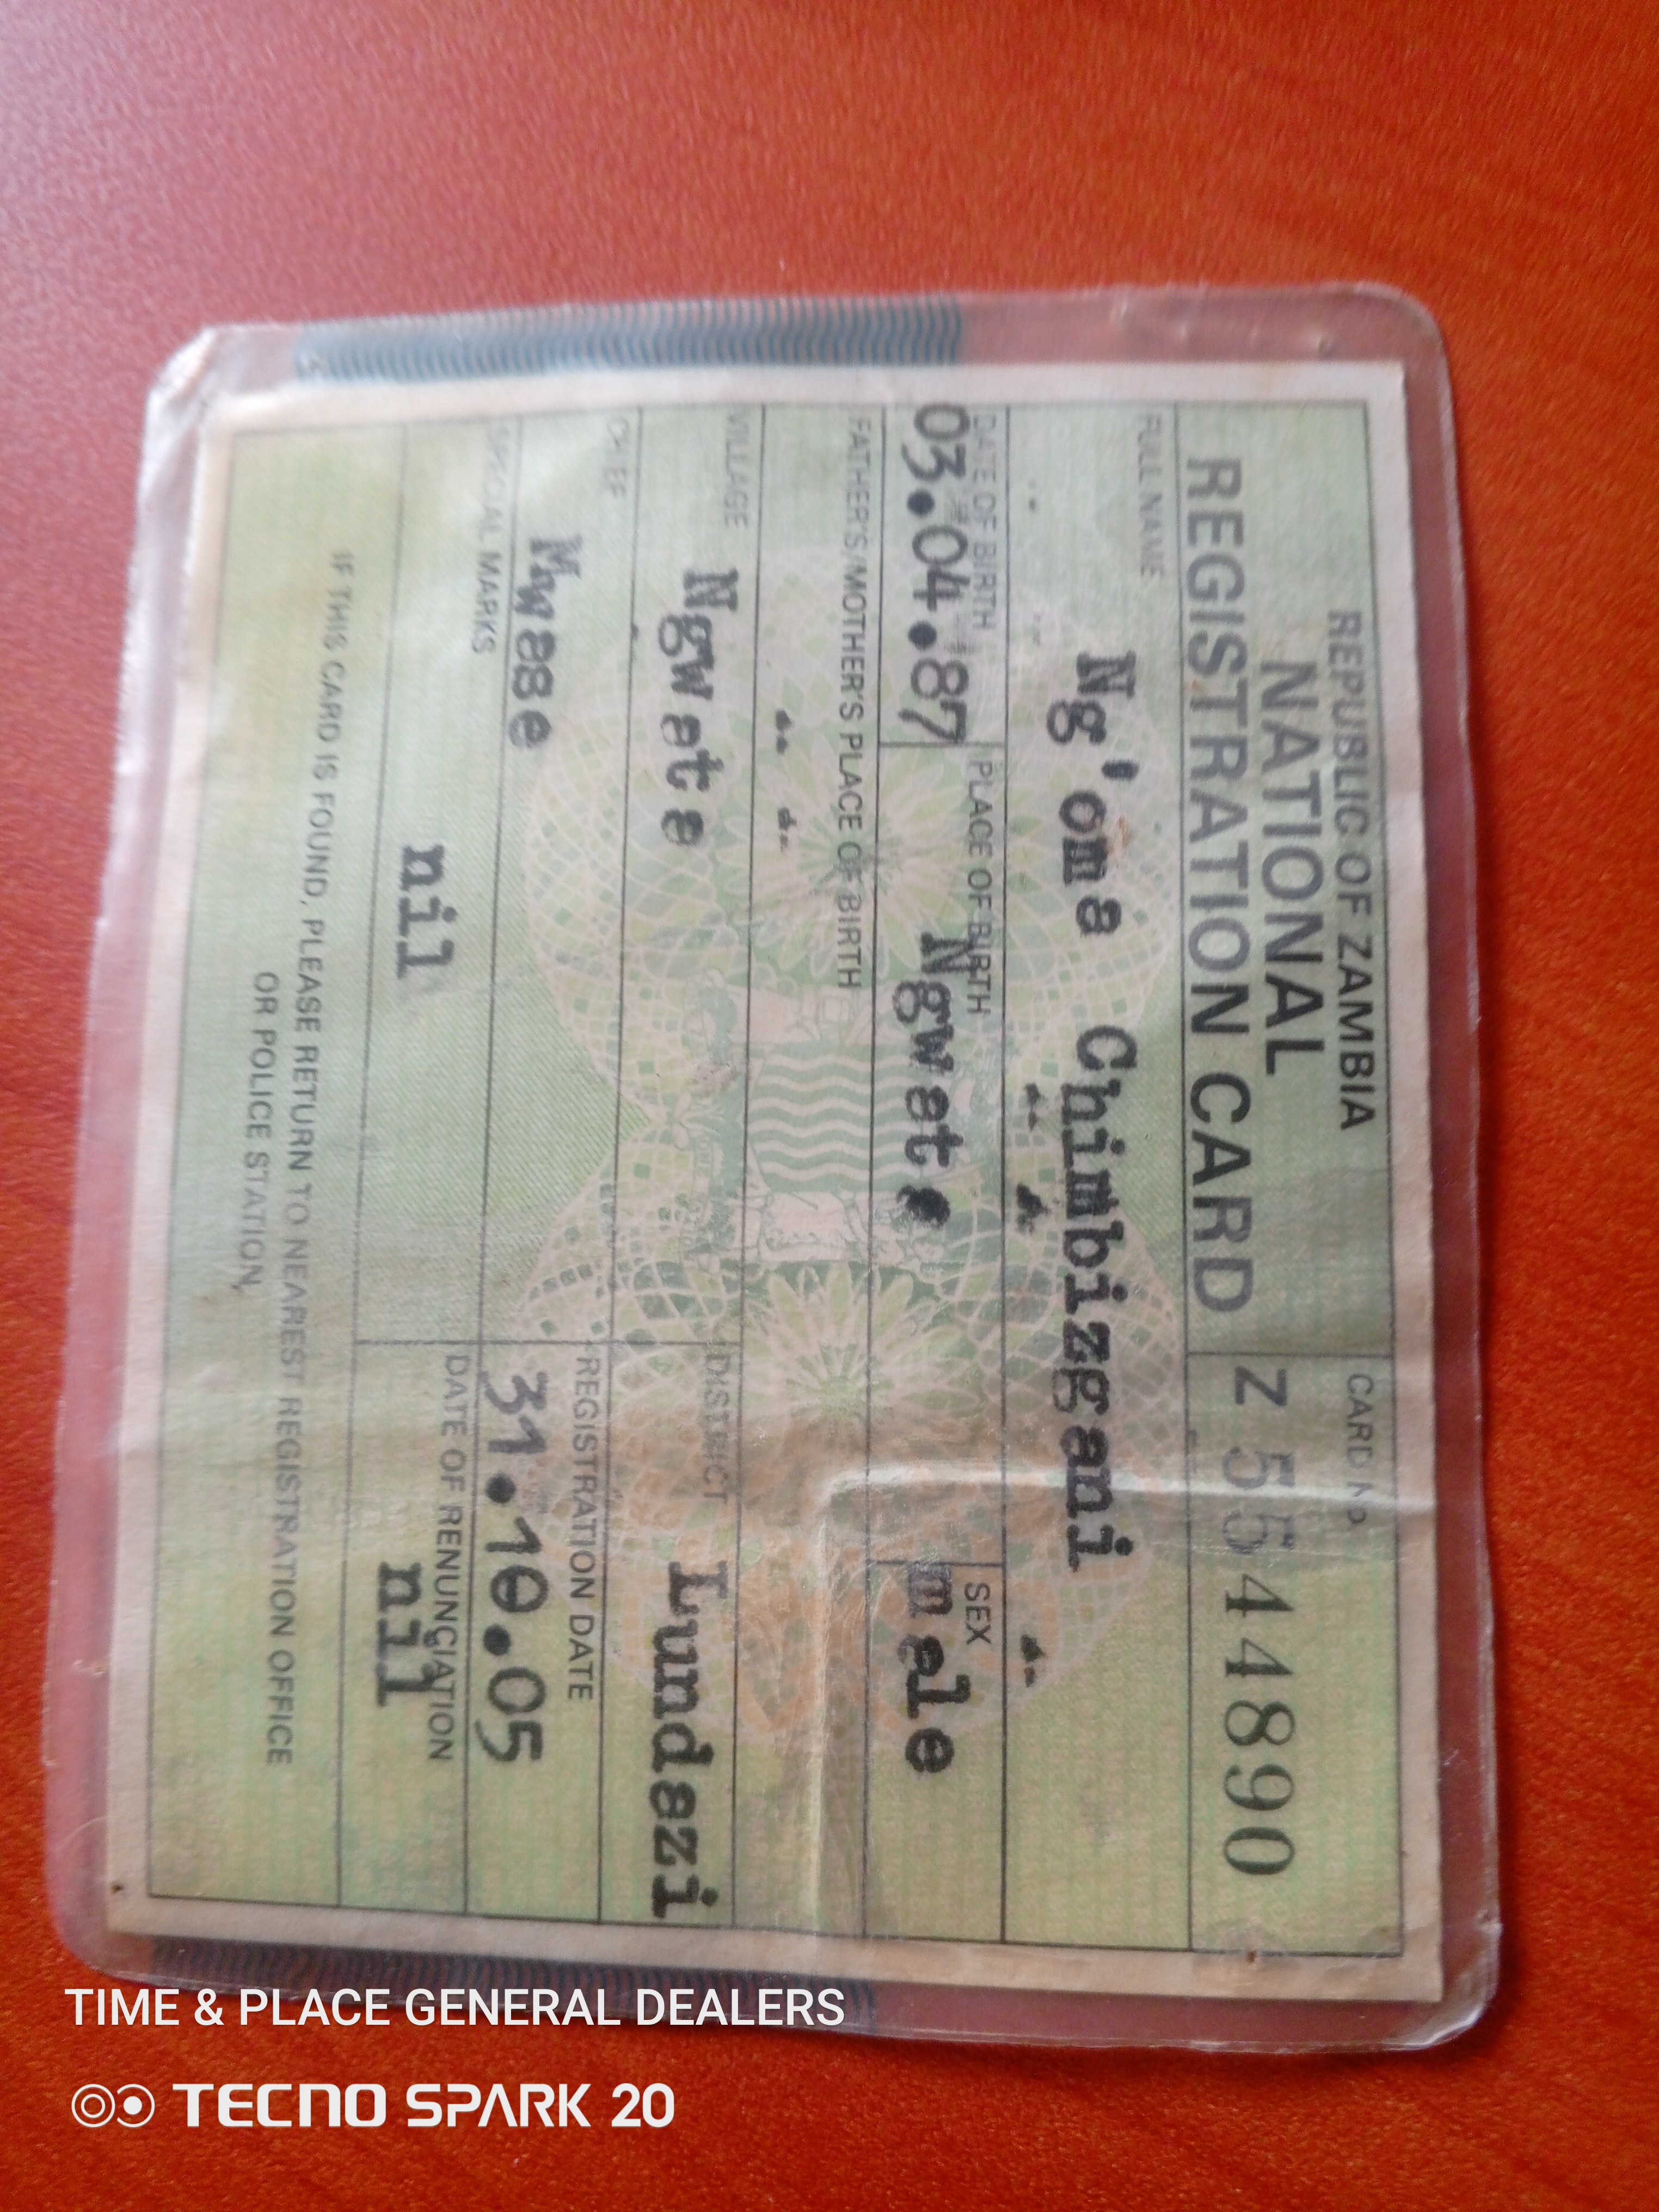 REPUBLIC OF ZAMBIA
NATIONAL
REGISTRATION CARD
CARD NO.
Z 5544890
FULL NAME
Ng'oma Chimbizgani
DATE OF BIRTH
03.04.87
PLACE OF BIRTH
Ngwata
SEX
male
FATHER'S/MOTHER'S PLACE OF BIRTH
VILLAGE
Ngwata
DISTRICT
Lundazi
CHIEF
Mwase
REGISTRATION DATE
31.10.05
SPECIAL MARKS
nil
DATE OF RENUNCIATION
nil
IF THIS CARD IS FOUND, PLEASE RETURN TO NEAREST REGISTRATION OFFICE
OR POLICE STATION,
TIME & PLACE GENERAL DEALERS
TECNO SPARK 20